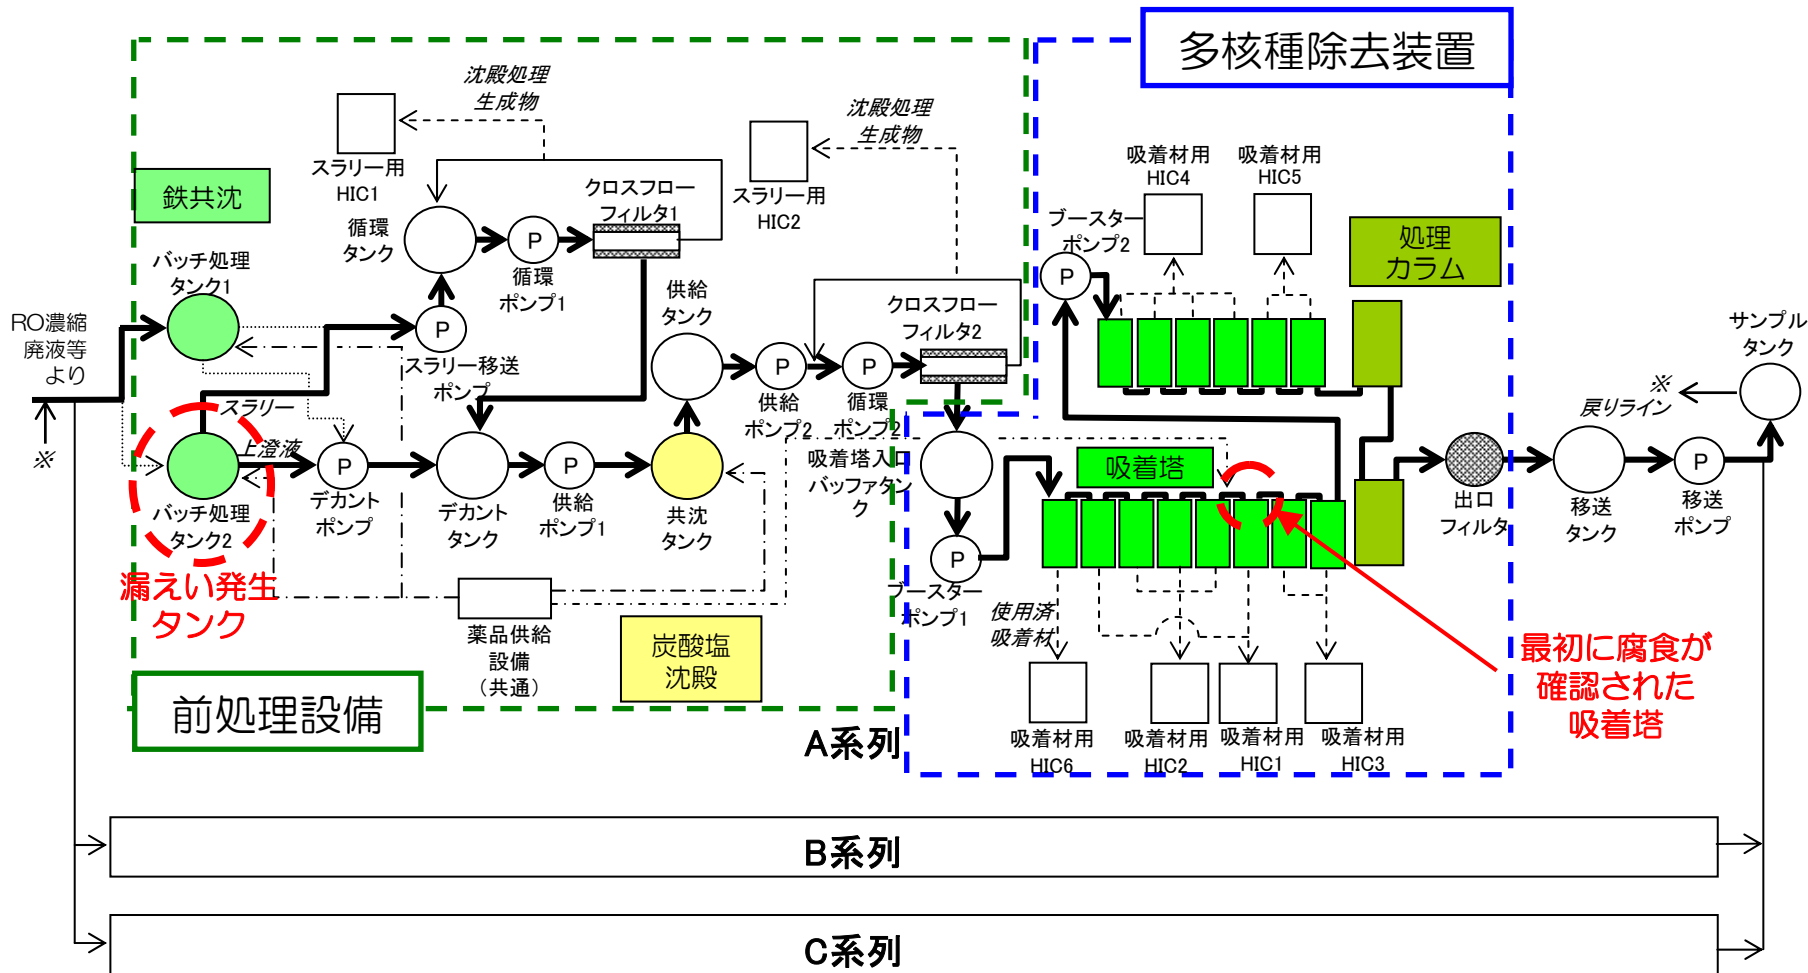 多核種除去装置
沈殿処理
生成物
沈殿処理
生成物
スラリー用
HIC1
スラリー用
HIC2
鉄共沈
循環
タンク
クロスフロー
フィルタ1
P
循環
ポンプ1
吸着材用
HIC4
吸着材用
HIC5
ブースター
ポンプ2
P
処理
カラム
バッチ処理
タンク1
RO濃縮
廃液等
より
※
P
スラリー移送
ポンプ
供給
タンク
クロスフロー
フィルタ2
P
供給
ポンプ2
P
循環
ポンプ2
サンプル
タンク
※
戻りライン
スラリー
上澄液
バッチ処理
タンク2
P
デカント
ポンプ
デカント
タンク
P
供給
ポンプ1
共沈
タンク
吸着塔入口
バッファタン
ク
吸着塔
出口
フィルタ
移送
タンク
P
移送
ポンプ
P
ブースター
ポンプ1
漏えい発生
タンク
薬品供給
設備
（共通）
炭酸塩
沈殿
使用済
吸着材
最初に腐食が
確認された
吸着塔
前処理設備
A系列
吸着材用
HIC6
吸着材用
HIC2
吸着材用
HIC1
吸着材用
HIC3
B系列
C系列